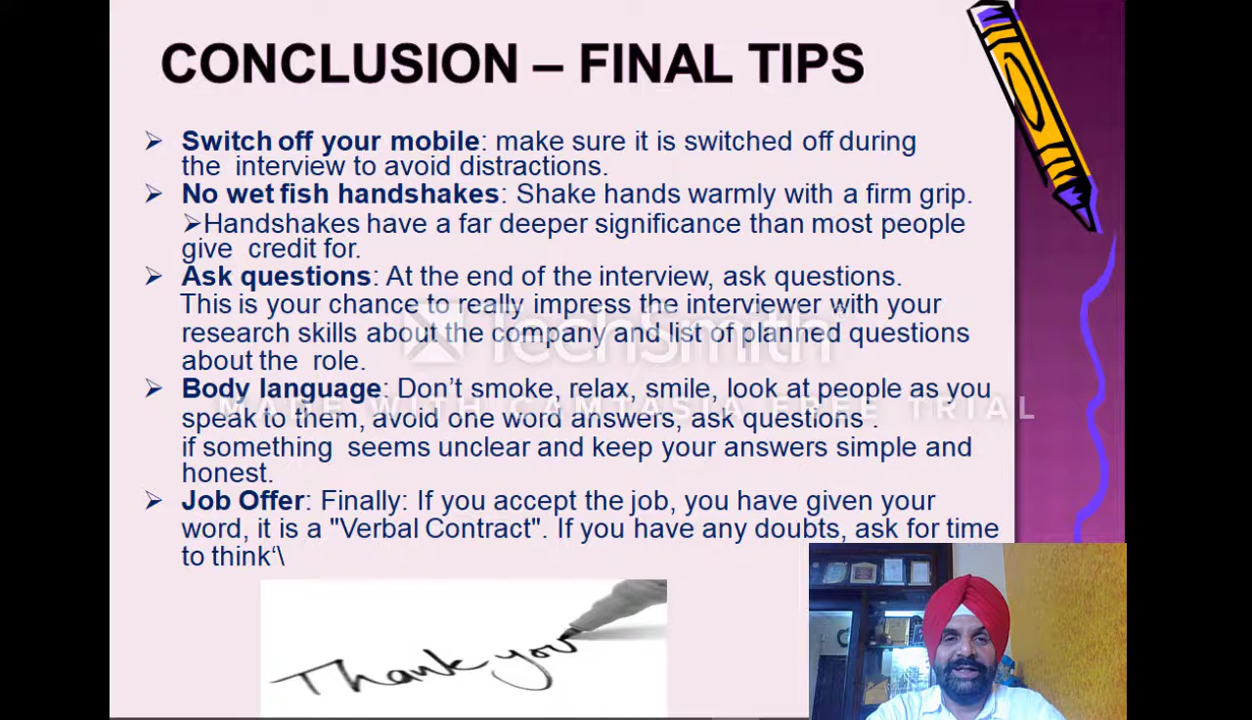 CONCLUSION – FINAL TIPS
➢ Switch off your mobile: make sure it is switched off during
the interview to avoid distractions.
➢ No wet fish handshakes: Shake hands warmly with a firm grip.
➢Handshakes have a far deeper significance than most people
give credit for.
➢ Ask questions: At the end of the interview, ask questions.
This is your chance to really impress the interviewer with your
research skills about the company and list of planned questions
about the role.
TechSmith
➢ Body language: Don't smoke, relax, smile, look at people as you
MADE WITH CAMTASIA FREE TRIAL
speak to them, avoid one word answers, ask questions .
if something seems unclear and keep your answers simple and
honest.
➢ Job Offer: Finally: If you accept the job, you have given your
word, it is a "Verbal Contract". If you have any doubts, ask for time
to think‘\
Thank you